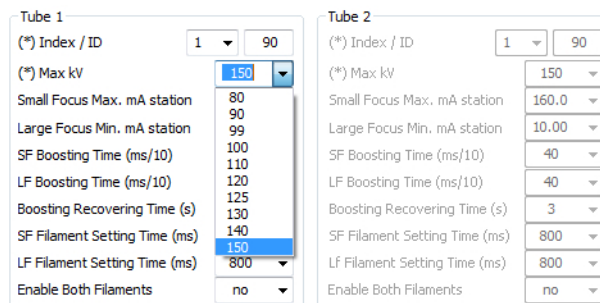 Tube 1
(*) Index / ID 1 90
(*) Max kV 150
80
Small Focus Max. mA station
90
99
Large Focus Min. mA station
100
110
SF Boosting Time (ms/10)
120
LF Boosting Time (ms/10)
125
Boosting Recovering Time (s)
130
140
SF Filament Setting Time (ms)
150
LF Filament Setting Time (ms) 800
Enable Both Filaments no
Tube 2
(*) Index / ID 1 90
(*) Max kV 150
Small Focus Max. mA station 160.0
Large Focus Min. mA station 10.00
SF Boosting Time (ms/10) 40
LF Boosting Time (ms/10) 40
Boosting Recovering Time (s) 3
SF Filament Setting Time (ms) 800
Lf Filament Setting Time (ms) 800
Enable Both Filaments no